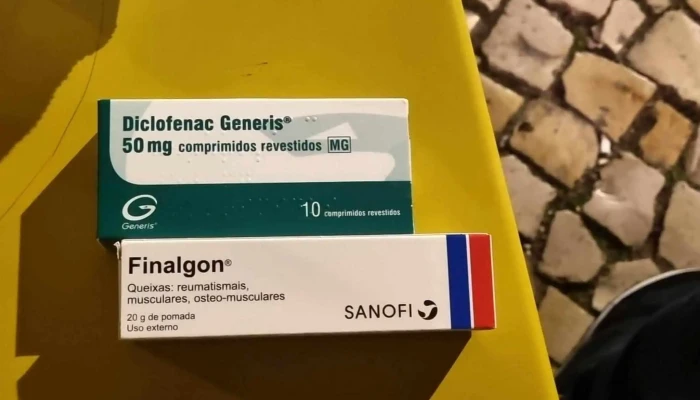 Diclofenac Generis®
50 mg comprimidos revestidos MG
Generis®
10 comprimidos revestidos
Finalgon®
Queixas: reumatismais,
musculares, osteo-musculares
20 g de pomada
Uso externo
SANOFI